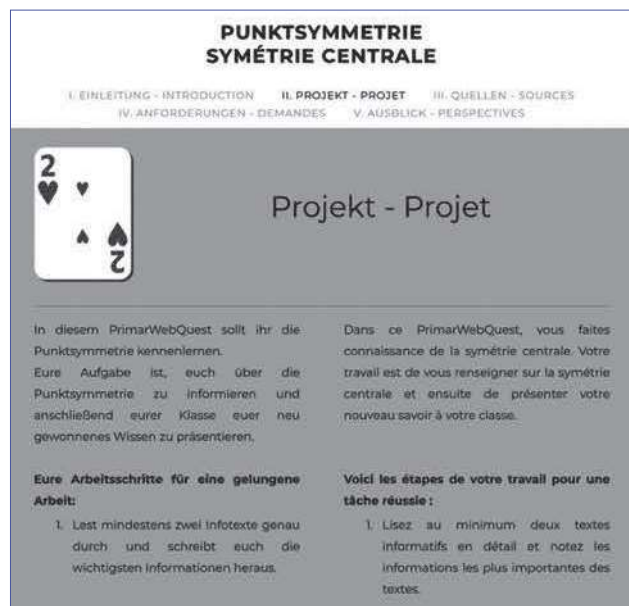 PUNKTSYMMETRIE
SYMÉTRIE CENTRALE
I. EINLEITUNG - INTRODUCTION II. PROJEKT - PROJET III. QUELLEN - SOURCES
IV. ANFORDERUNGEN - DEMANDES V. AUSBLICK - PERSPECTIVES
2
2
Projekt - Projet
In diesem PrimarWebQuest sollt ihr die
Punktsymmetrie kennenlernen.
Eure Aufgabe ist, euch über die
Punktsymmetrie zu informieren und
anschließend eurer Klasse euer neu
gewonnenes Wissen zu präsentieren.
Eure Arbeitsschritte für eine gelungene
Arbeit:
1. Lest mindestens zwei Infotexte genau
durch und schreibt euch die
wichtigsten Informationen heraus.
Dans ce PrimarWebQuest, vous faites
connaissance de la symétrie centrale. Votre
travail est de vous renseigner sur la symétrie
centrale et ensuite de présenter votre
nouveau savoir à votre classe.
Voici les étapes de votre travail pour une
tâche réussie :
1. Lisez au minimum deux textes
informatifs en détail et notez les
informations les plus importantes des
textes.